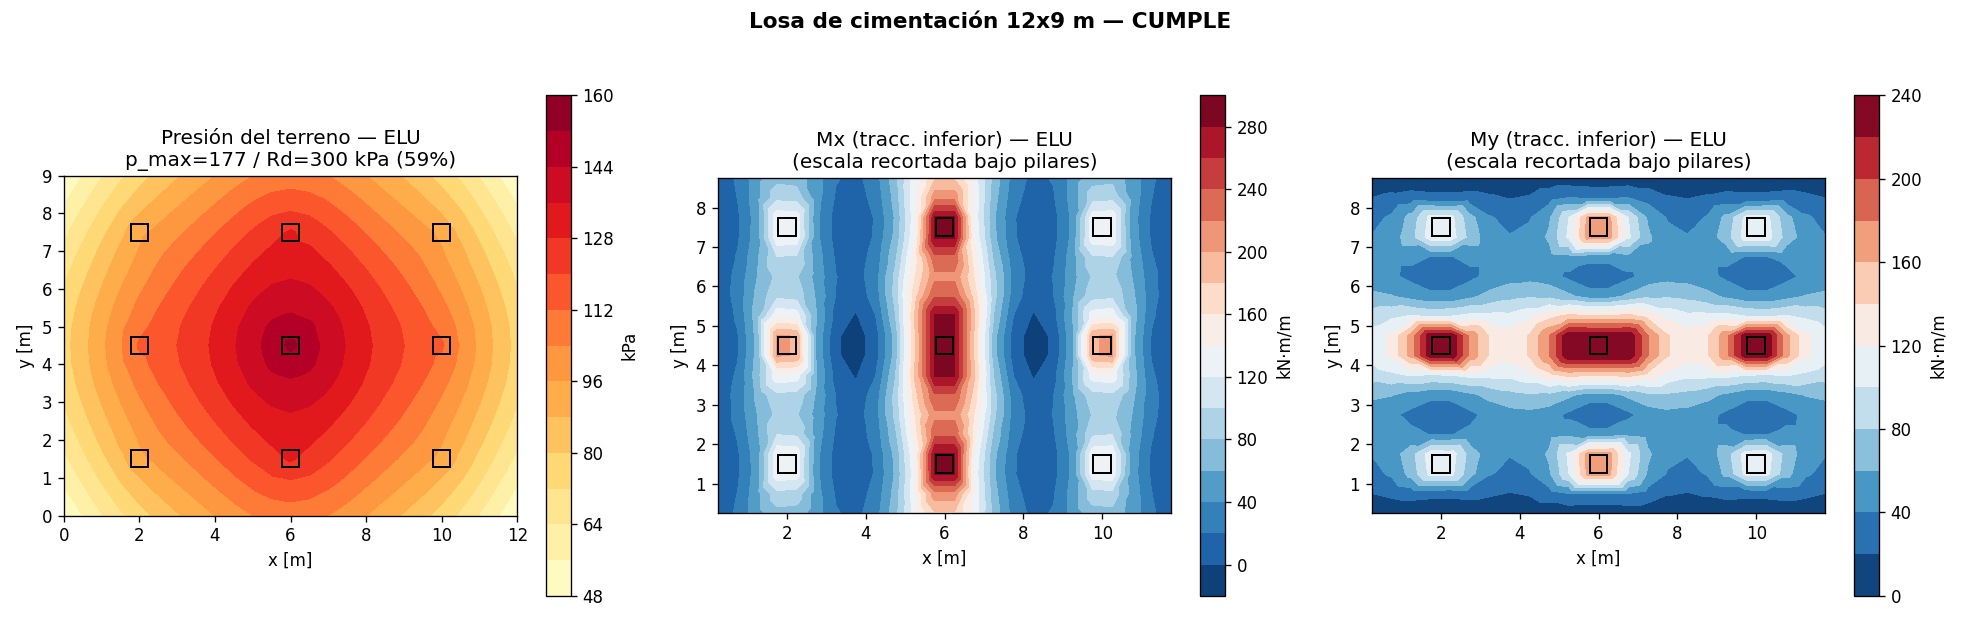 Losa de cimentación 12x9 m — CUMPLE
Presión del terreno — ELU
p_max=177 / Rd=300 kPa (59%)
9
8
7
6
5
4
3
2
1
0
y [m]
0 2 4 6 8 10 12
x [m]
160
144
128
112
96
80
64
48
kPa
Mx (tracc. inferior) — ELU
(escala recortada bajo pilares)
8
7
6
5
4
3
2
1
y [m]
2 4 6 8 10
x [m]
280
240
200
160
120
80
40
0
kN·m/m
My (tracc. inferior) — ELU
(escala recortada bajo pilares)
8
7
6
5
4
3
2
1
y [m]
2 4 6 8 10
x [m]
240
200
160
120
80
40
0
kN·m/m